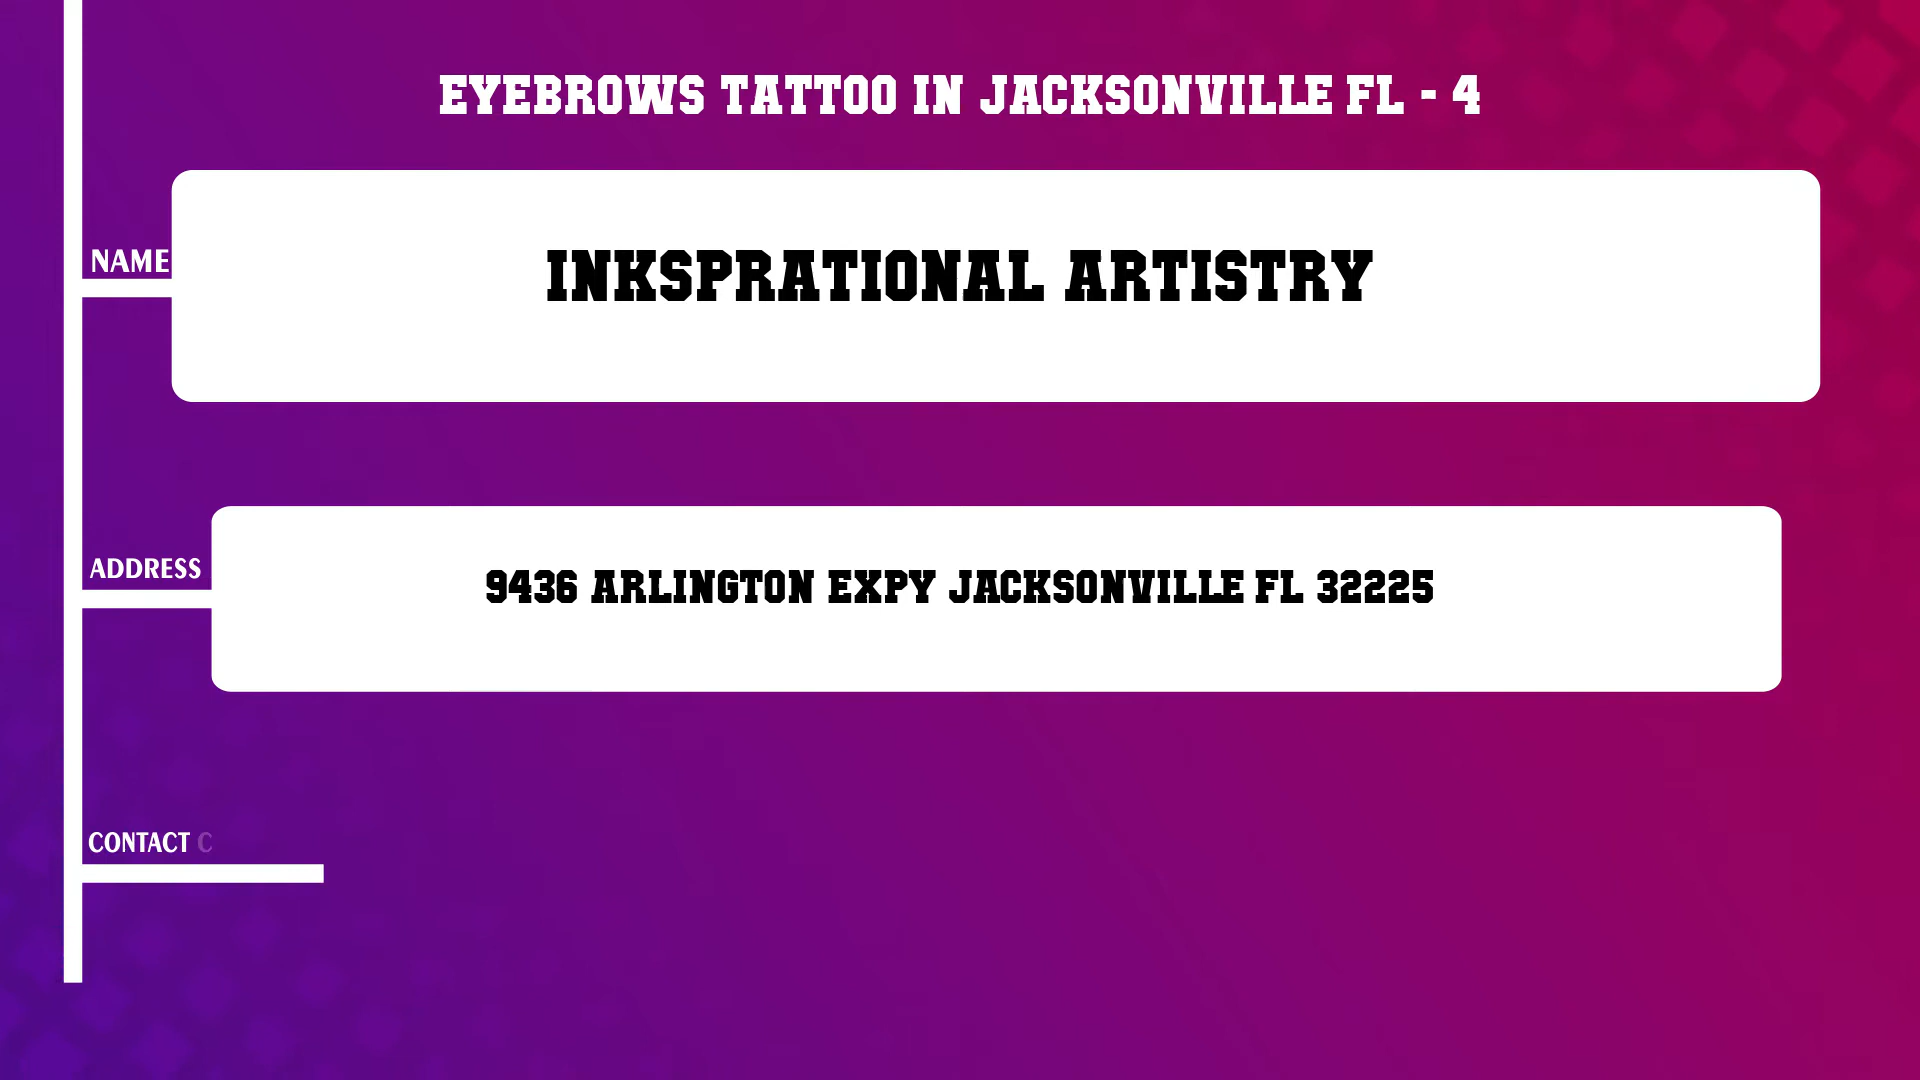 EYEBROWS TATTOO IN JACKSONVILLE FL - 4
NAME
INKSPRATIONAL ARTISTRY
ADDRESS
9436 ARLINGTON EXPY JACKSONVILLE FL 32225
CONTACT C